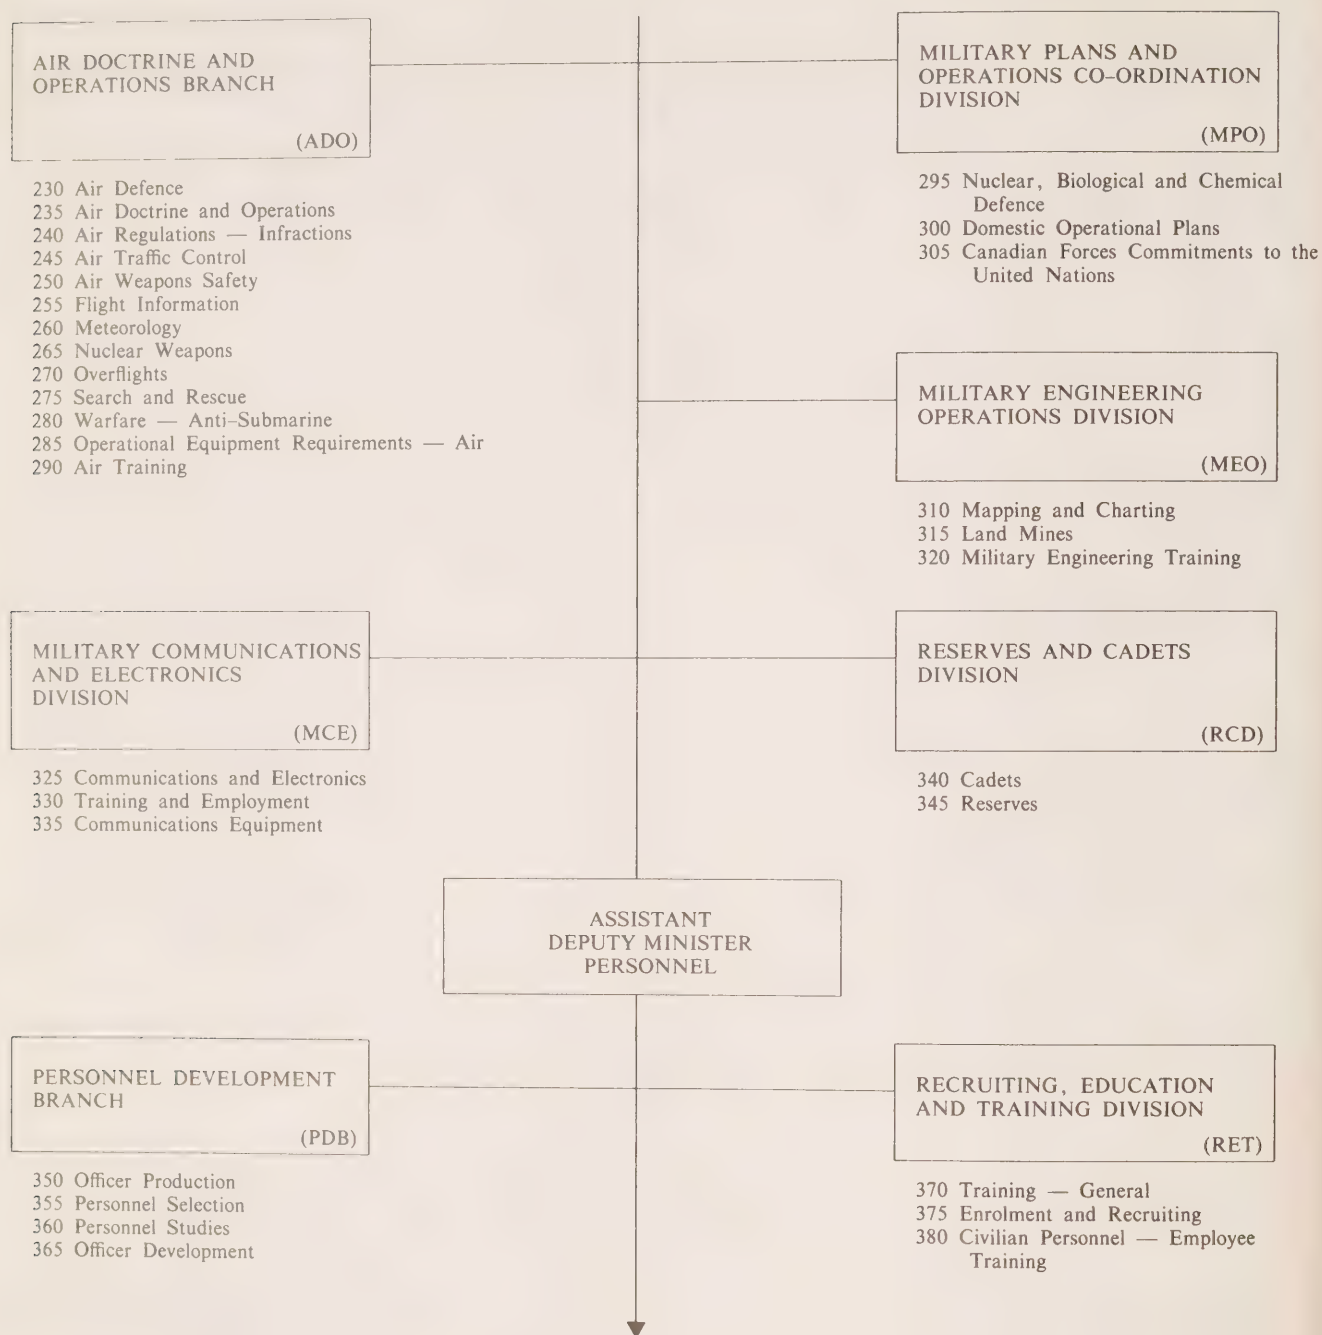 AIR DOCTRINE AND
OPERATIONS BRANCH
(ADO)
230 Air Defence
235 Air Doctrine and Operations
240 Air Regulations — Infractions
245 Air Traffic Control
250 Air Weapons Safety
255 Flight Information
260 Meteorology
265 Nuclear Weapons
270 Overflights
275 Search and Rescue
280 Warfare — Anti-Submarine
285 Operational Equipment Requirements — Air
290 Air Training
MILITARY PLANS AND
OPERATIONS CO-ORDINATION
DIVISION
(MPO)
295 Nuclear, Biological and Chemical
Defence
300 Domestic Operational Plans
305 Canadian Forces Commitments to the
United Nations
MILITARY ENGINEERING
OPERATIONS DIVISION
(MEO)
310 Mapping and Charting
315 Land Mines
320 Military Engineering Training
MILITARY COMMUNICATIONS
AND ELECTRONICS
DIVISION
(MCE)
325 Communications and Electronics
330 Training and Employment
335 Communications Equipment
RESERVES AND CADETS
DIVISION
(RCD)
340 Cadets
345 Reserves
ASSISTANT
DEPUTY MINISTER
PERSONNEL
PERSONNEL DEVELOPMENT
BRANCH
(PDB)
350 Officer Production
355 Personnel Selection
360 Personnel Studies
365 Officer Development
RECRUITING, EDUCATION
AND TRAINING DIVISION
(RET)
370 Training — General
375 Enrolment and Recruiting
380 Civilian Personnel — Employee
Training